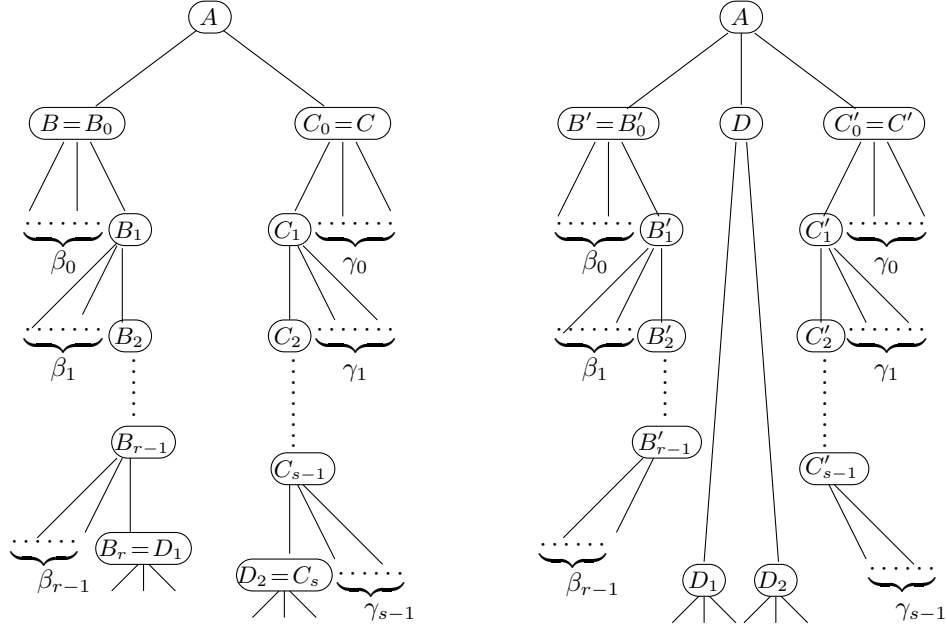 A A
B = B₀ C₀ = C B′ = B′₀ D C′₀ = C′
....... B₁ C₁ ....... ....... B′₁ C′₁ .......
β₀ γ₀ β₀ γ₀
....... B₂ C₂ ....... ....... B′₂ C′₂ .......
β₁ γ₁ β₁ γ₁
Bᵣ₋₁ B′ᵣ₋₁
Cₛ₋₁ C′ₛ₋₁
...... Bᵣ = D₁ ......
βᵣ₋₁ D₂ = Cₛ ...... βᵣ₋₁ D₁ D₂ ......
γₛ₋₁ γₛ₋₁